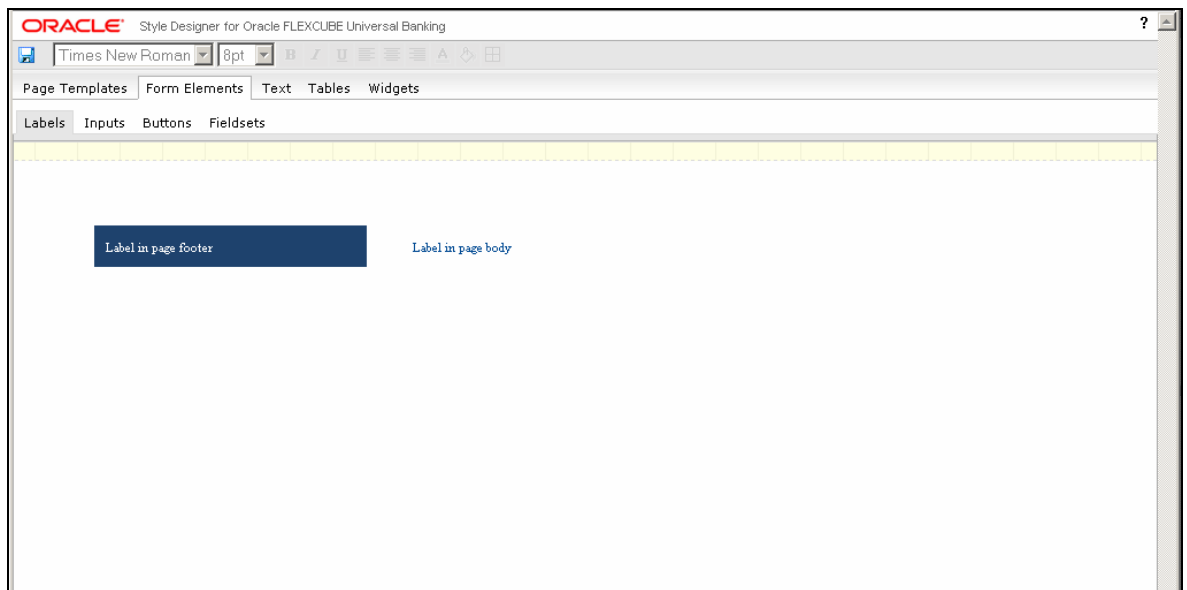 ORACLE® Style Designer for Oracle FLEXCUBE Universal Banking ?
Times New Roman 8pt B I U A
Page Templates Form Elements Text Tables Widgets
Labels Inputs Buttons Fieldsets
Label in page footer Label in page body